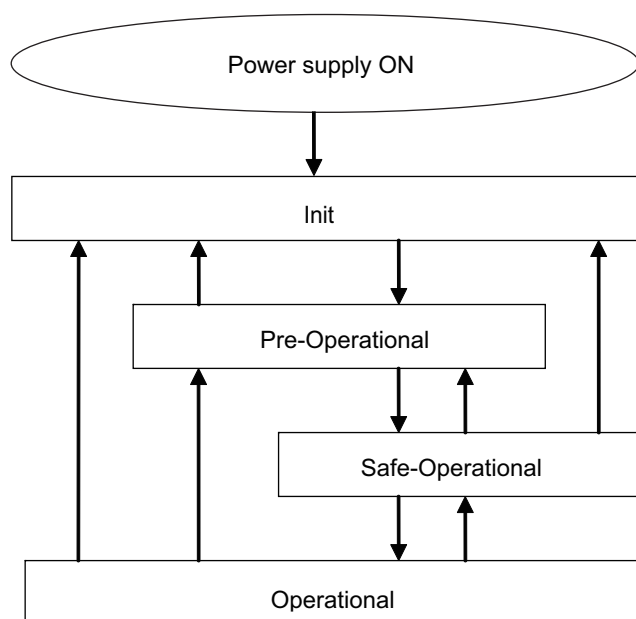 Power supply ON
Init
Pre-Operational
Safe-Operational
Operational